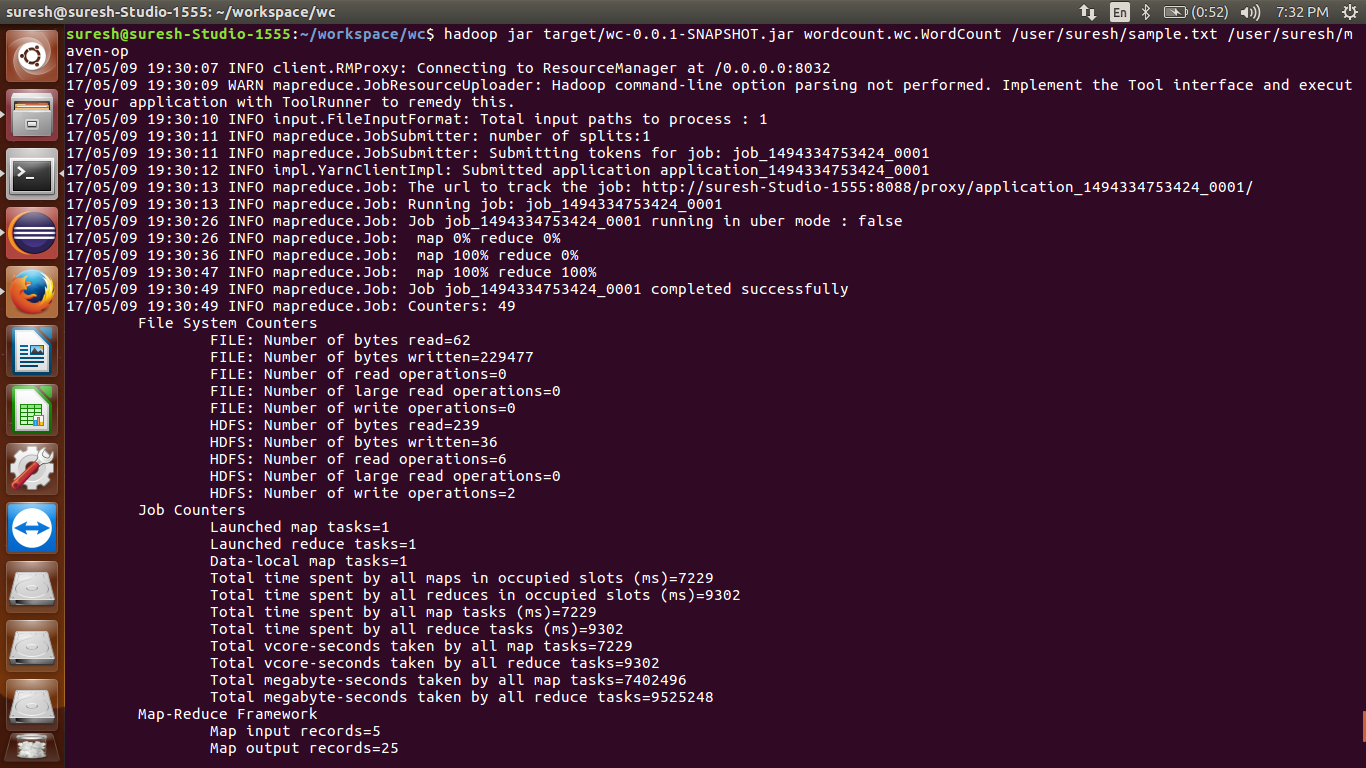 suresh@suresh-Studio-1555: ~/workspace/wc
En
(0:52)
7:32 PM
suresh@suresh-Studio-1555:~/workspace/wc$ hadoop jar target/wc-0.0.1-SNAPSHOT.jar wordcount.wc.WordCount /user/suresh/sample.txt /user/suresh/m
aven-op
17/05/09 19:30:07 INFO client.RMProxy: Connecting to ResourceManager at /0.0.0.0:8032
17/05/09 19:30:09 WARN mapreduce.JobResourceUploader: Hadoop command-line option parsing not performed. Implement the Tool interface and execut
e your application with ToolRunner to remedy this.
17/05/09 19:30:10 INFO input.FileInputFormat: Total input paths to process : 1
17/05/09 19:30:11 INFO mapreduce.JobSubmitter: number of splits:1
17/05/09 19:30:11 INFO mapreduce.JobSubmitter: Submitting tokens for job: job_1494334753424_0001
17/05/09 19:30:12 INFO impl.YarnClientImpl: Submitted application application_1494334753424_0001
17/05/09 19:30:13 INFO mapreduce.Job: The url to track the job: http://suresh-Studio-1555:8088/proxy/application_1494334753424_0001/
17/05/09 19:30:13 INFO mapreduce.Job: Running job: job_1494334753424_0001
17/05/09 19:30:26 INFO mapreduce.Job: Job job_1494334753424_0001 running in uber mode : false
17/05/09 19:30:26 INFO mapreduce.Job:  map 0% reduce 0%
17/05/09 19:30:36 INFO mapreduce.Job:  map 100% reduce 0%
17/05/09 19:30:47 INFO mapreduce.Job:  map 100% reduce 100%
17/05/09 19:30:49 INFO mapreduce.Job: Job job_1494334753424_0001 completed successfully
17/05/09 19:30:49 INFO mapreduce.Job: Counters: 49
File System Counters
FILE: Number of bytes read=62
FILE: Number of bytes written=229477
FILE: Number of read operations=0
FILE: Number of large read operations=0
FILE: Number of write operations=0
HDFS: Number of bytes read=239
HDFS: Number of bytes written=36
HDFS: Number of read operations=6
HDFS: Number of large read operations=0
HDFS: Number of write operations=2
Job Counters
Launched map tasks=1
Launched reduce tasks=1
Data-local map tasks=1
Total time spent by all maps in occupied slots (ms)=7229
Total time spent by all reduces in occupied slots (ms)=9302
Total time spent by all map tasks (ms)=7229
Total time spent by all reduce tasks (ms)=9302
Total vcore-seconds taken by all map tasks=7229
Total vcore-seconds taken by all reduce tasks=9302
Total megabyte-seconds taken by all map tasks=7402496
Total megabyte-seconds taken by all reduce tasks=9525248
Map-Reduce Framework
Map input records=5
Map output records=25